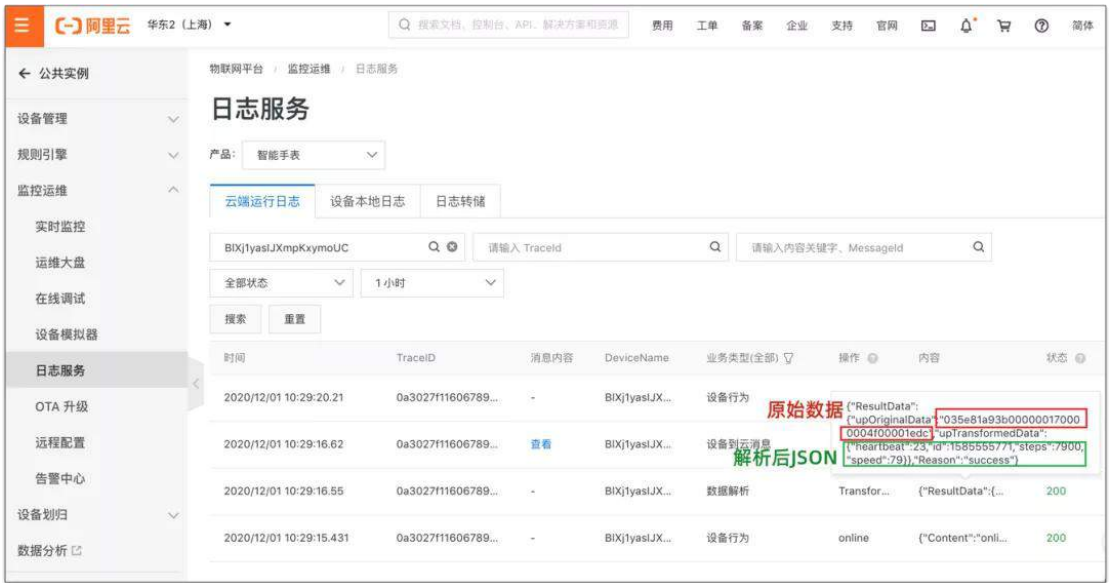 阿里云 华东2（上海） 搜索文档、控制台、API、解决方案和资源 费用 工单 备案 企业 支持 官网 简体
公共实例
设备管理
规则引擎
监控运维
实时监控
运维大盘
在线调试
设备模拟器
日志服务
OTA 升级
远程配置
告警中心
设备划归
数据分析
物联网平台 / 监控运维 / 日志服务
日志服务
产品： 智能手表
云端运行日志 设备本地日志 日志转储
BlXj1yasIJXmpKxymoUC 请输入 TraceId 请输入内容关键字、MessageId
全部状态 1 小时
搜索 重置
时间 TraceID 消息内容 DeviceName 业务类型(全部) 操作 内容 状态
2020/12/01 10:29:20.21 0a3027f11606789... - BlXj1yasIJX... 设备行为
2020/12/01 10:29:16.62 0a3027f11606789... 查看 BlXj1yasIJX... 设备到云消息
2020/12/01 10:29:16.55 0a3027f11606789... - BlXj1yasIJX... 数据解析 Transfor... {"ResultData":{... 200
2020/12/01 10:29:15.431 0a3027f11606789... - BlXj1yasIJX... 设备行为 online {"Content":"onli... 200
原始数据
解析后JSON
{"ResultData":
{"upOriginalData":"035e81a93b00000017000
0004f00001edc","upTransformedData":
{"heartbeat":23,"id":1585555771,"steps":7900,
"speed":79}},"Reason":"success"}